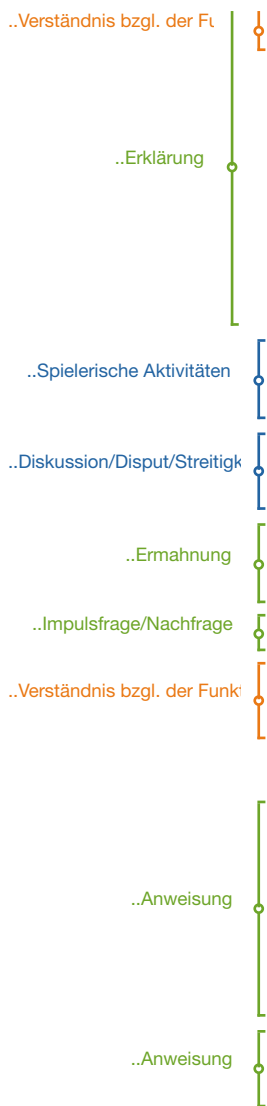 ..Verständnis bzgl. der Fu
..Erklärung
..Spielerische Aktivitäten
..Diskussion/Disput/Streitigk
..Ermahnung
..Impulsfrage/Nachfrage
..Verständnis bzgl. der Funkt
..Anweisung
..Anweisung